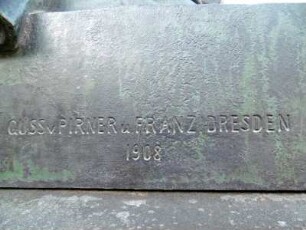 GUSS v. PIRNER u. FRANZ, DRESDEN
1908